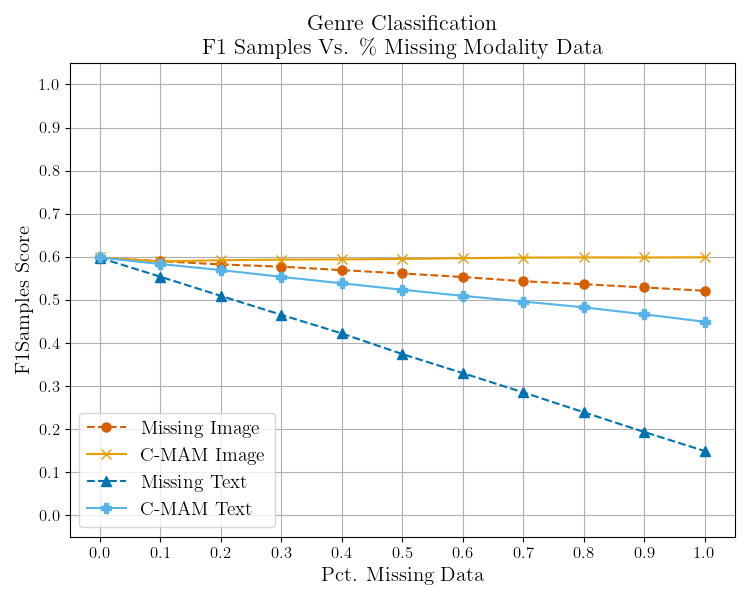 Genre Classification
F1 Samples Vs. % Missing Modality Data
F1Samples Score
1.0
0.9
0.8
0.7
0.6
0.5
0.4
0.3
0.2
0.1
0.0
Missing Image
C-MAM Image
Missing Text
C-MAM Text
0.0 0.1 0.2 0.3 0.4 0.5 0.6 0.7 0.8 0.9 1.0
Pct. Missing Data